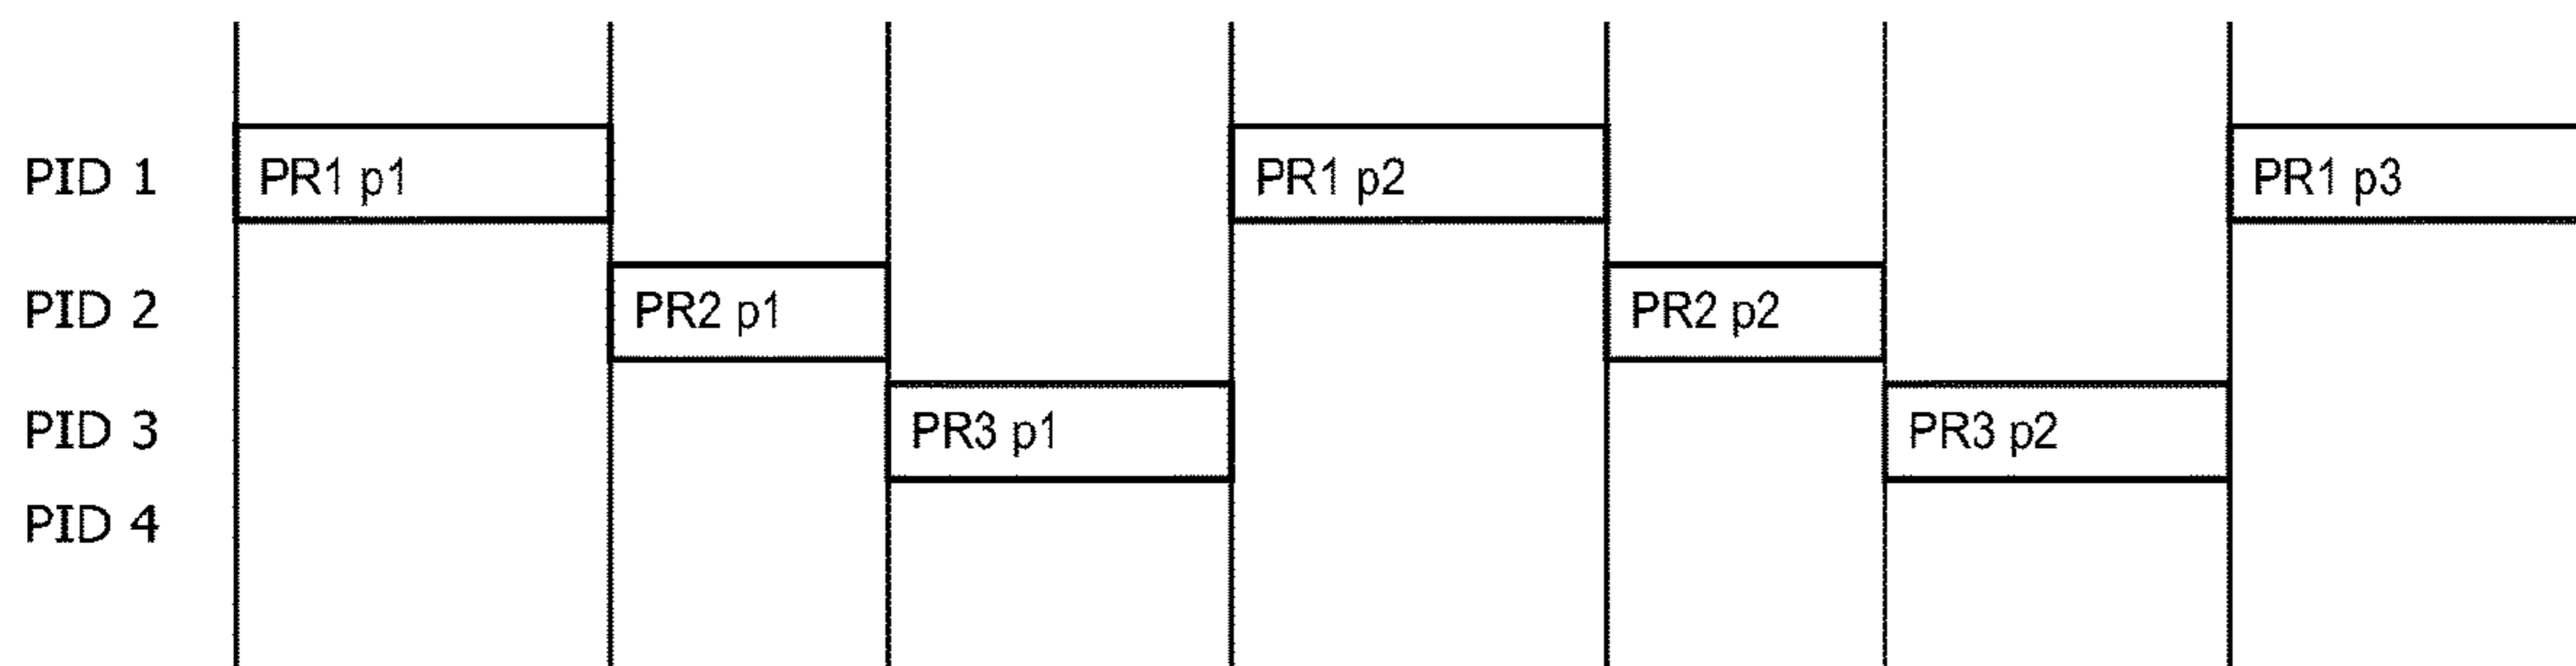 PID 1 PR1 p1 PR1 p2 PR1 p3
PID 2 PR2 p1 PR2 p2
PID 3 PR3 p1 PR3 p2
PID 4